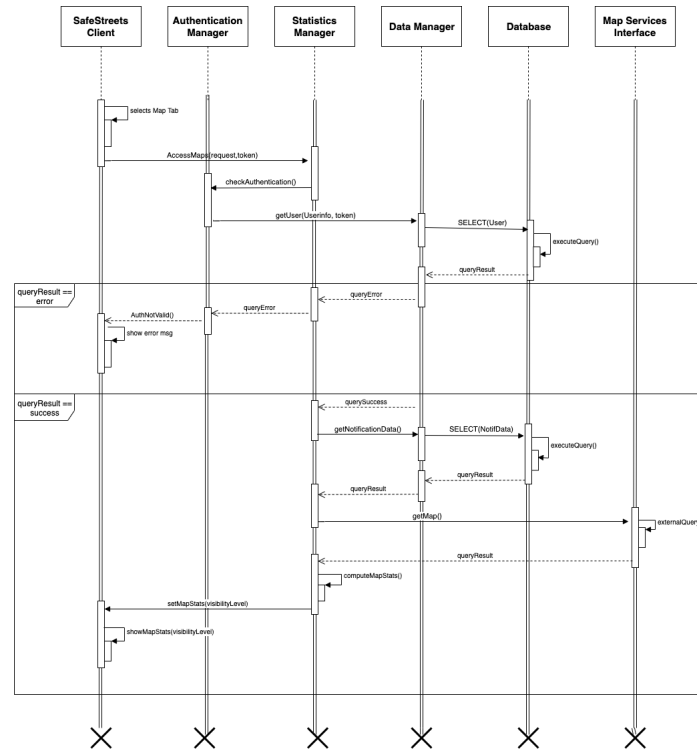 SafeStreets
Client
Authentication
Manager
Statistics
Manager
Data Manager
Database
Map Services
Interface
selects Map Tab
AccessMaps(request,token)
checkAuthentication()
getUser(Userinfo, token)
SELECT(User)
executeQuery()
queryResult
queryResult ==
error
queryError
queryError
AuthNotValid()
show error msg
queryResult ==
success
querySuccess
getNotificationData()
SELECT(NotifData)
executeQuery()
queryResult
queryResult
getMap()
externalQuery
queryResult
computeMapStats()
setMapStats(visibilityLevel)
showMapStats(visibilityLevel)